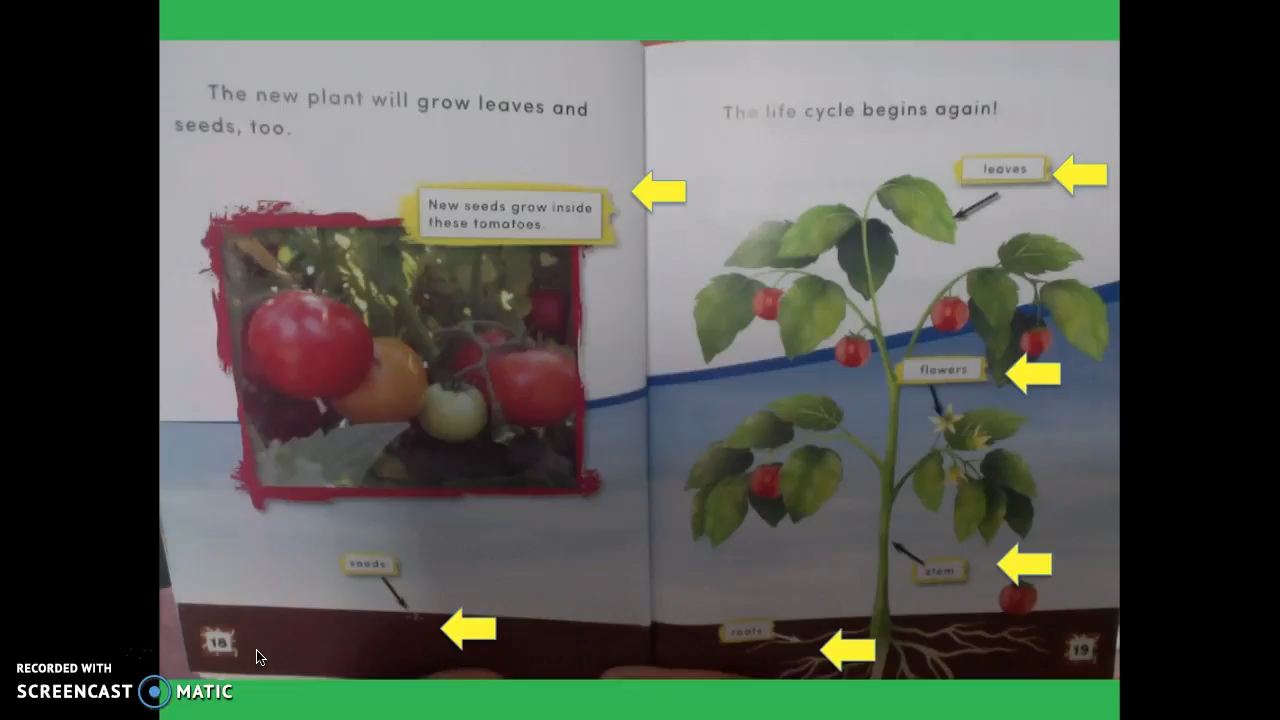 The new plant will grow leaves and
seeds, too.
New seeds grow inside
these tomatoes.
seeds
18
The life cycle begins again!
leaves
flowers
stem
roots
19
RECORDED WITH
SCREENCAST MATIC